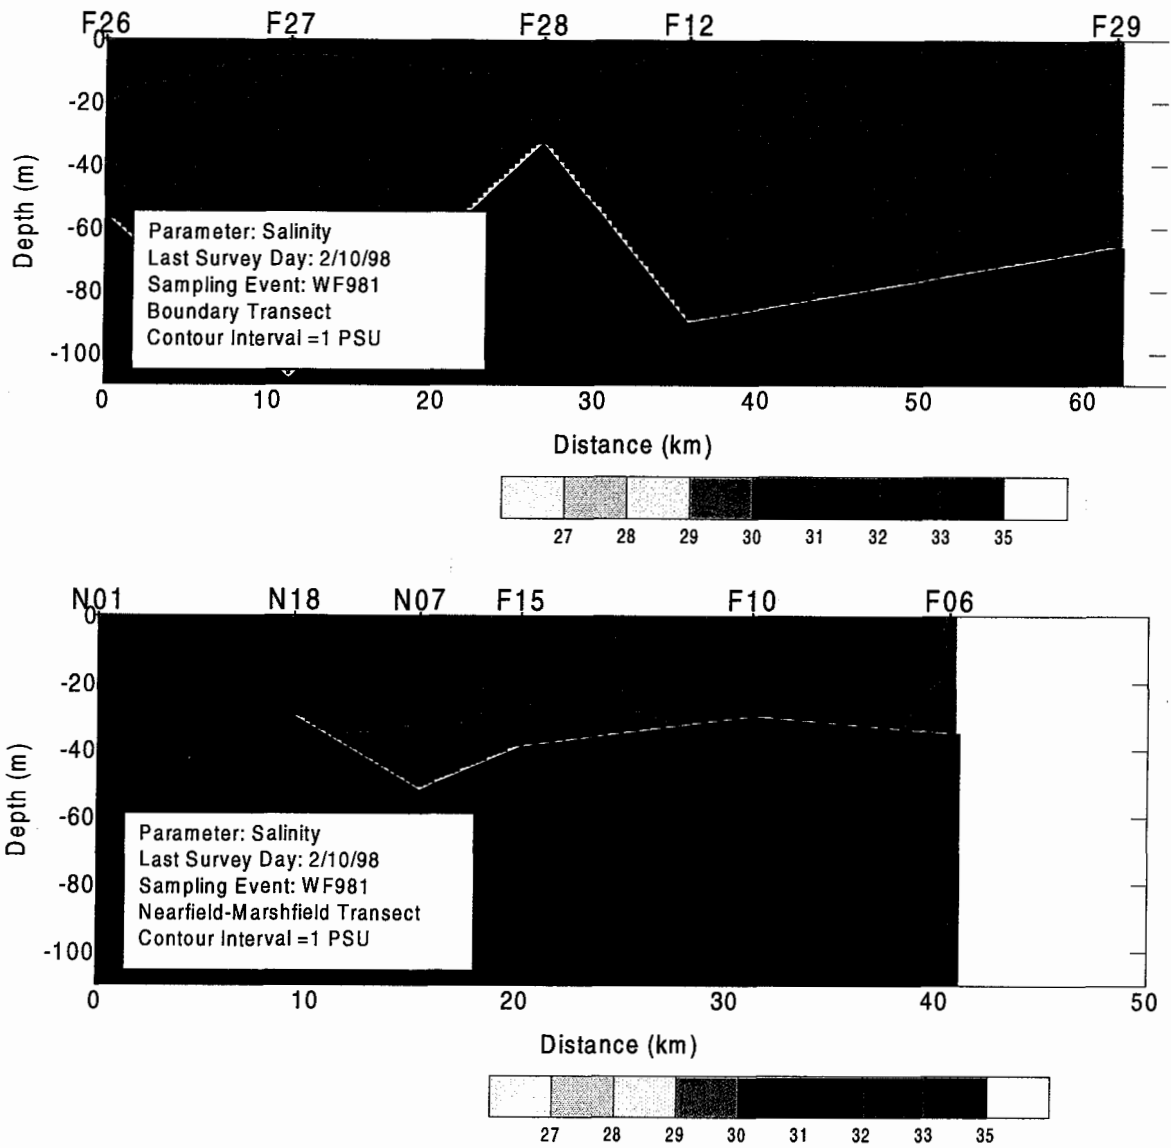 F26 F27 F28 F12 F29
0
-20
-40
-60
-80
-100
Depth (m)
Parameter: Salinity
Last Survey Day: 2/10/98
Sampling Event: WF981
Boundary Transect
Contour Interval =1 PSU
0 10 20 30 40 50 60
Distance (km)
27 28 29 30 31 32 33 35
N01 N18 N07 F15 F10 F06
0
-20
-40
-60
-80
-100
Depth (m)
Parameter: Salinity
Last Survey Day: 2/10/98
Sampling Event: WF981
Nearfield-Marshfield Transect
Contour Interval =1 PSU
0 10 20 30 40 50
Distance (km)
27 28 29 30 31 32 33 35